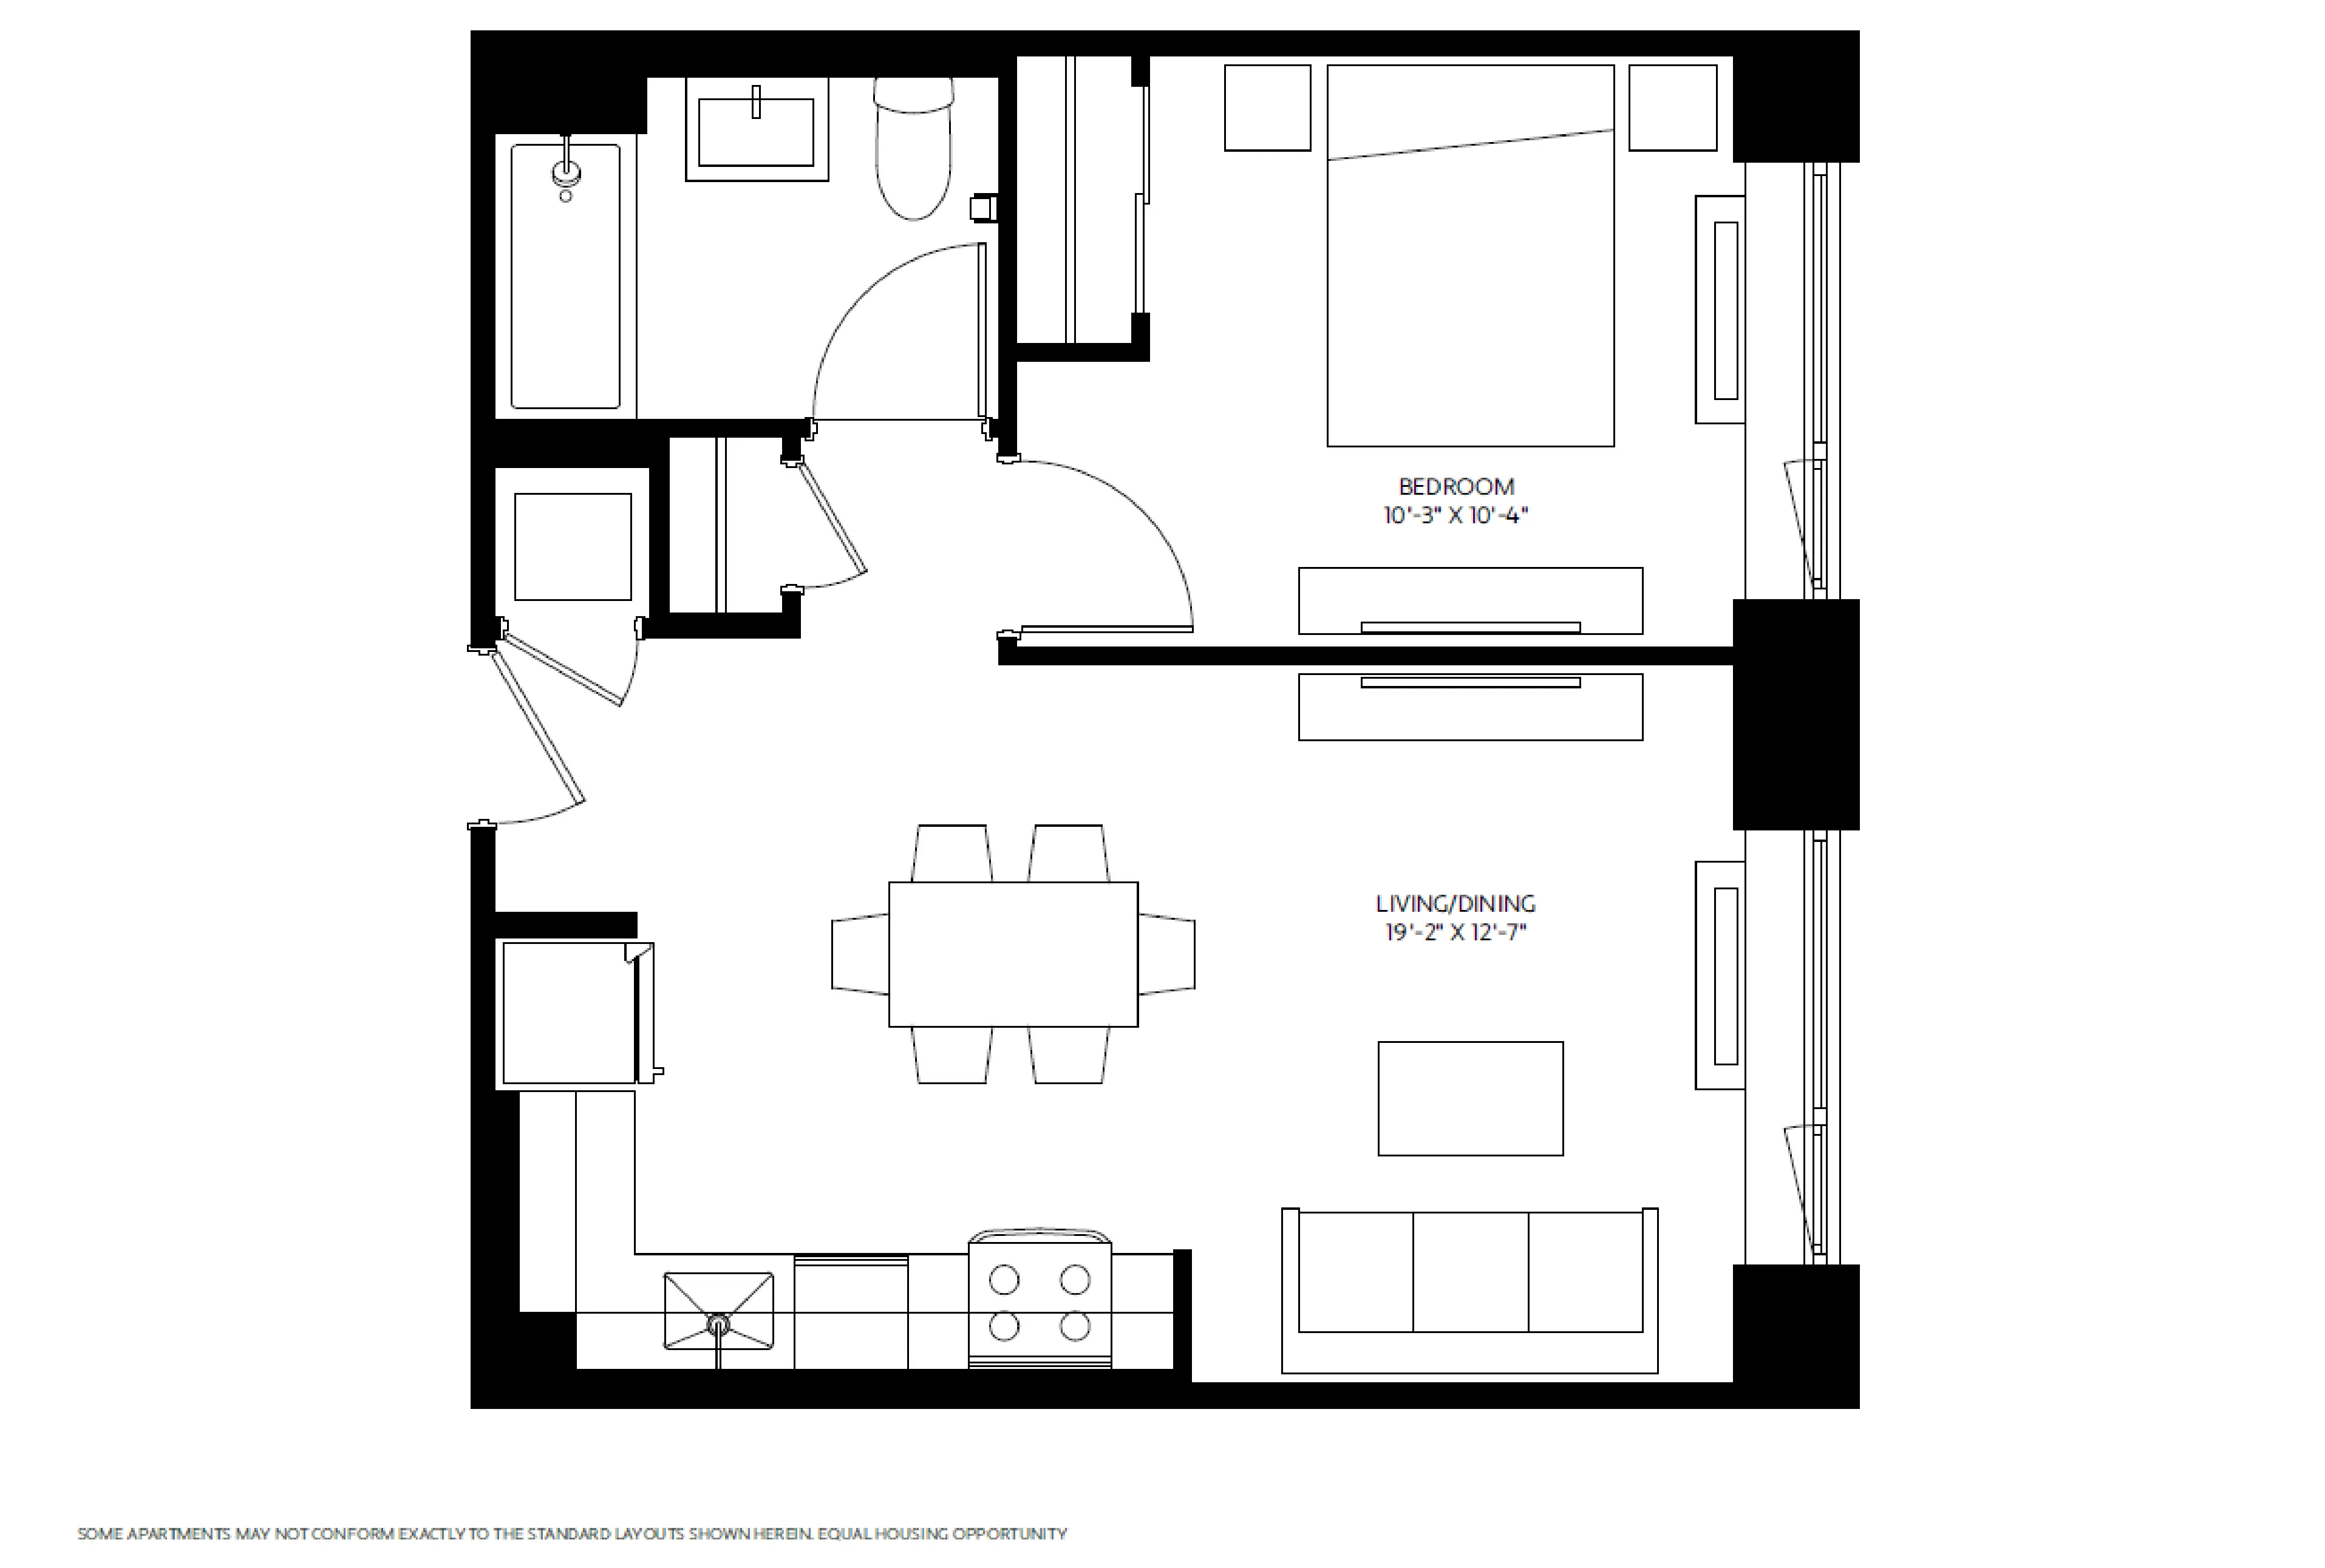 BEDROOM
10'-3" X 10'-4"
LIVING/DINING
19'-2" X 12'-7"
SOME APARTMENTS MAY NOT CONFORM EXACTLY TO THE STANDARD LAYOUTS SHOWN HEREIN. EQUAL HOUSING OPPORTUNITY